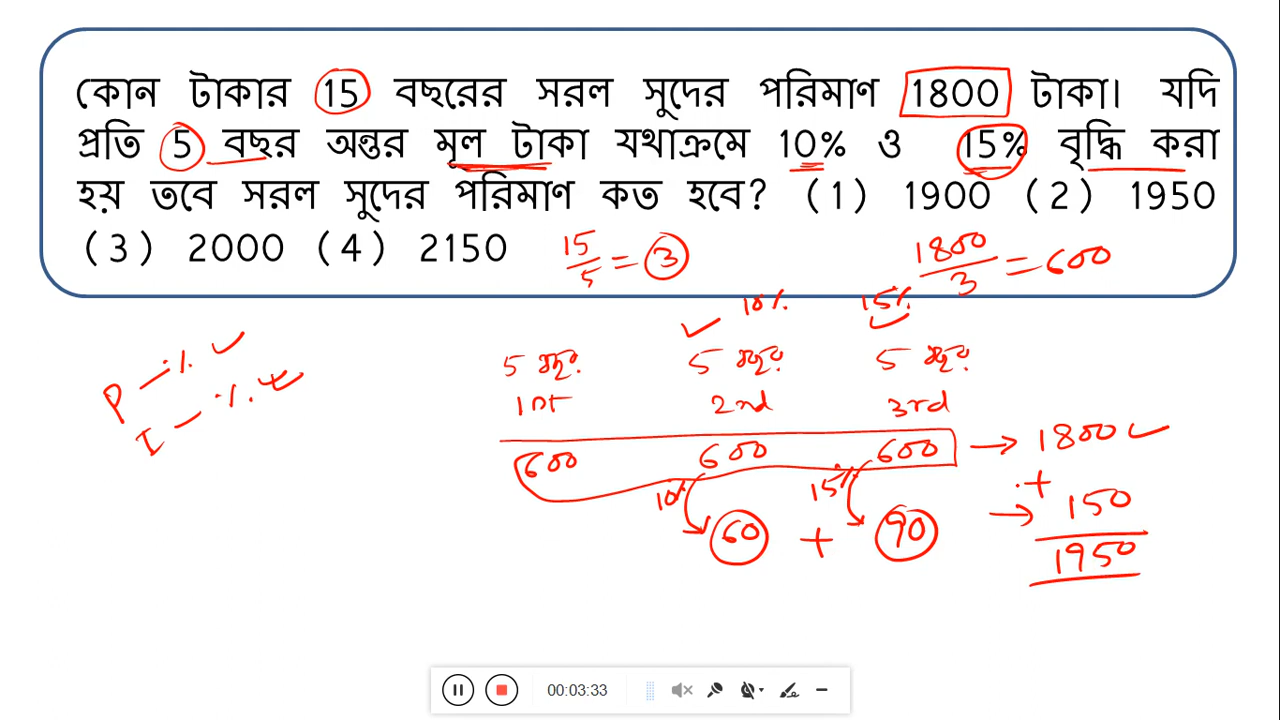 কোন টাকার 15 বছরের সরল সুদের পরিমাণ 1800 টাকা। যদি
প্রতি 5 বছর অন্তর মূল টাকা যথাক্রমে 10% ও 15% বৃদ্ধি করা
হয় তবে সরল সুদের পরিমাণ কত হবে? (1) 1900 (2) 1950
(3) 2000 (4) 2150
15/5 = 3
1800/3 = 600
10% 15%
P — %
I — %
5 বছর 5 বছর 5 বছর
1st 2nd 3rd
600 600 600 → 1800
10% 15%
+
60 + 90 → 150
1950
00:03:33